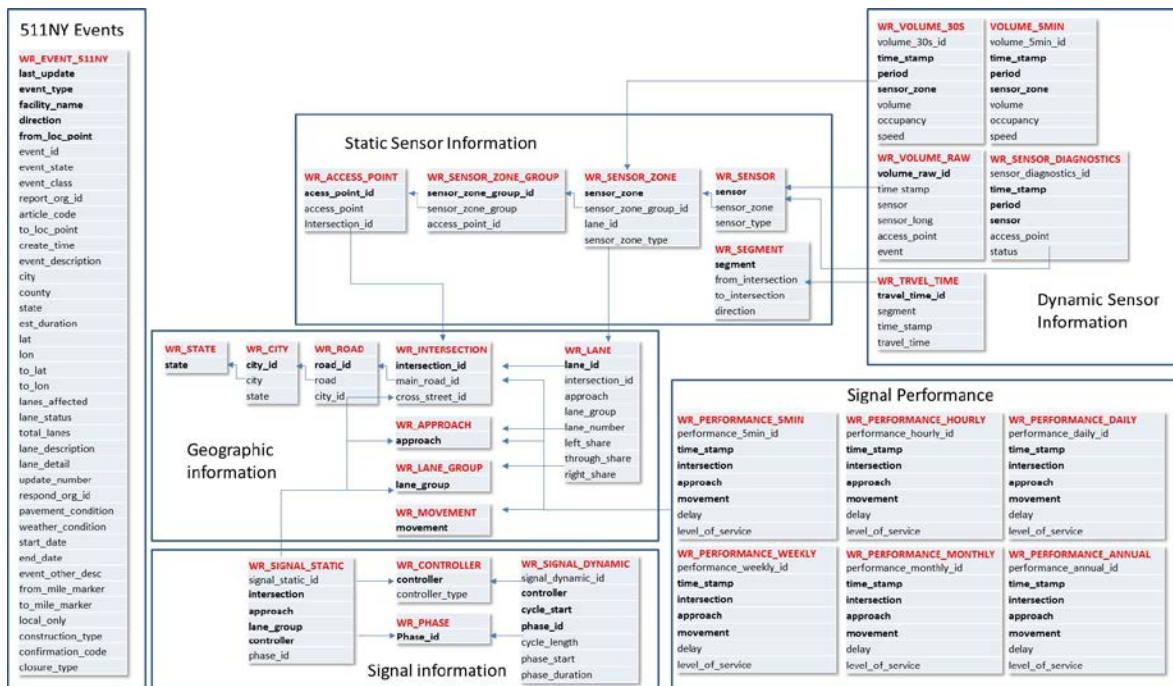 511NY Events
WR_EVENT_511NY
last_update
event_type
facility_name
direction
from_loc_point
event_id
event_state
event_class
report_org_id
article_code
to_loc_point
create_time
event_description
city
county
state
est_duration
lat
lon
to_lat
to_lon
lanes_affected
lane_status
total_lanes
lane_description
lane_detail
update_number
respond_org_id
pavement_condition
weather_condition
start_date
end_date
event_other_desc
from_mile_marker
to_mile_marker
local_only
construction_type
confirmation_code
closure_type
Static Sensor Information
WR_ACCESS_POINT
acess_point_id
access_point
Intersection_id
WR_SENSOR_ZONE_GROUP
sensor_zone_group_id
sensor_zone_group
access_point_id
WR_SENSOR_ZONE
sensor_zone
sensor_zone_group_id
lane_id
sensor_zone_type
WR_SENSOR
sensor
sensor_zone
sensor_type
WR_SEGMENT
segment
from_intersection
to_intersection
direction
WR_VOLUME_30S
volume_30s_id
time_stamp
period
sensor_zone
volume
occupancy
speed
VOLUME_5MIN
volume_5min_id
time_stamp
period
sensor_zone
volume
occupancy
speed
WR_VOLUME_RAW
volume_raw_id
time stamp
sensor
sensor_long
access_point
event
WR_SENSOR_DIAGNOSTICS
sensor_diagnostics_id
time_stamp
period
sensor
access_point
status
WR_TRVEL_TIME
travel_time_id
segment
time_stamp
travel_time
Dynamic Sensor
Information
WR_STATE
state
WR_CITY
city_id
city
state
WR_ROAD
road_id
road
city_id
WR_INTERSECTION
intersection_id
main_road_id
cross_street_id
WR_LANE
lane_id
intersection_id
approach
lane_group
lane_number
left_share
through_share
right_share
WR_APPROACH
approach
WR_LANE_GROUP
lane_group
WR_MOVEMENT
movement
Geographic
information
Signal Performance
WR_PERFORMANCE_5MIN
performance_5min_id
time_stamp
intersection
approach
movement
delay
level_of_service
WR_PERFORMANCE_HOURLY
performance_hourly_id
time_stamp
intersection
approach
movement
delay
level_of_service
WR_PERFORMANCE_DAILY
performance_daily_id
time_stamp
intersection
approach
movement
delay
level_of_service
WR_PERFORMANCE_WEEKLY
performance_weekly_id
time_stamp
intersection
approach
movement
delay
level_of_service
WR_PERFORMANCE_MONTHLY
performance_monthly_id
time_stamp
intersection
approach
movement
delay
level_of_service
WR_PERFORMANCE_ANNUAL
performance_annual_id
time_stamp
intersection
approach
movement
delay
level_of_service
WR_SIGNAL_STATIC
signal_static_id
intersection
approach
lane_group
controller
phase_id
WR_CONTROLLER
controller
controller_type
WR_PHASE
Phase_id
WR_SIGNAL_DYNAMIC
signal_dynamic_id
controller
cycle_start
phase_id
cycle_length
phase_start
phase_duration
Signal information